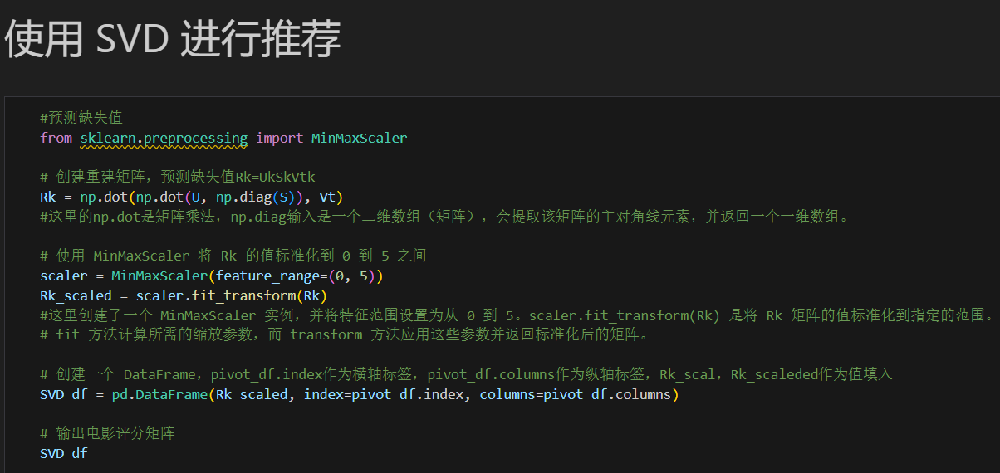 使用 SVD 进行推荐
#预测缺失值
from sklearn.preprocessing import MinMaxScaler
# 创建重建矩阵，预测缺失值Rk=UkSkVtk
Rk = np.dot(np.dot(U, np.diag(S)), Vt)
#这里的np.dot是矩阵乘法，np.diag输入是一个二维数组（矩阵），会提取该矩阵的主对角线元素，并返回一个一维数组。
# 使用 MinMaxScaler 将 Rk 的值标准化到 0 到 5 之间
scaler = MinMaxScaler(feature_range=(0, 5))
Rk_scaled = scaler.fit_transform(Rk)
#这里创建了一个 MinMaxScaler 实例，并将特征范围设置为从 0 到 5。scaler.fit_transform(Rk) 是将 Rk 矩阵的值标准化到指定的范围。
# fit 方法计算所需的缩放参数，而 transform 方法应用这些参数并返回标准化后的矩阵。
# 创建一个 DataFrame，pivot_df.index作为横轴标签，pivot_df.columns作为纵轴标签，Rk_scal，Rk_scaleded作为值填入
SVD_df = pd.DataFrame(Rk_scaled, index=pivot_df.index, columns=pivot_df.columns)
# 输出电影评分矩阵
SVD_df